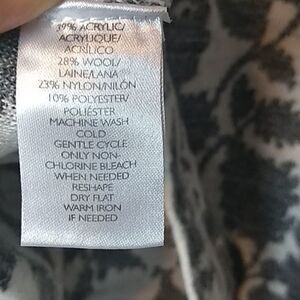 39% ACRYLIC/
ACRYLIQUE/
ACRÍLICO
28% WOOL/
LAINE/LANA
23% NYLON/NILÓN
10% POLYESTER/
POLIÉSTER
MACHINE WASH
COLD
GENTLE CYCLE
ONLY NON-
CHLORINE BLEACH
WHEN NEEDED
RESHAPE
DRY FLAT
WARM IRON
IF NEEDED